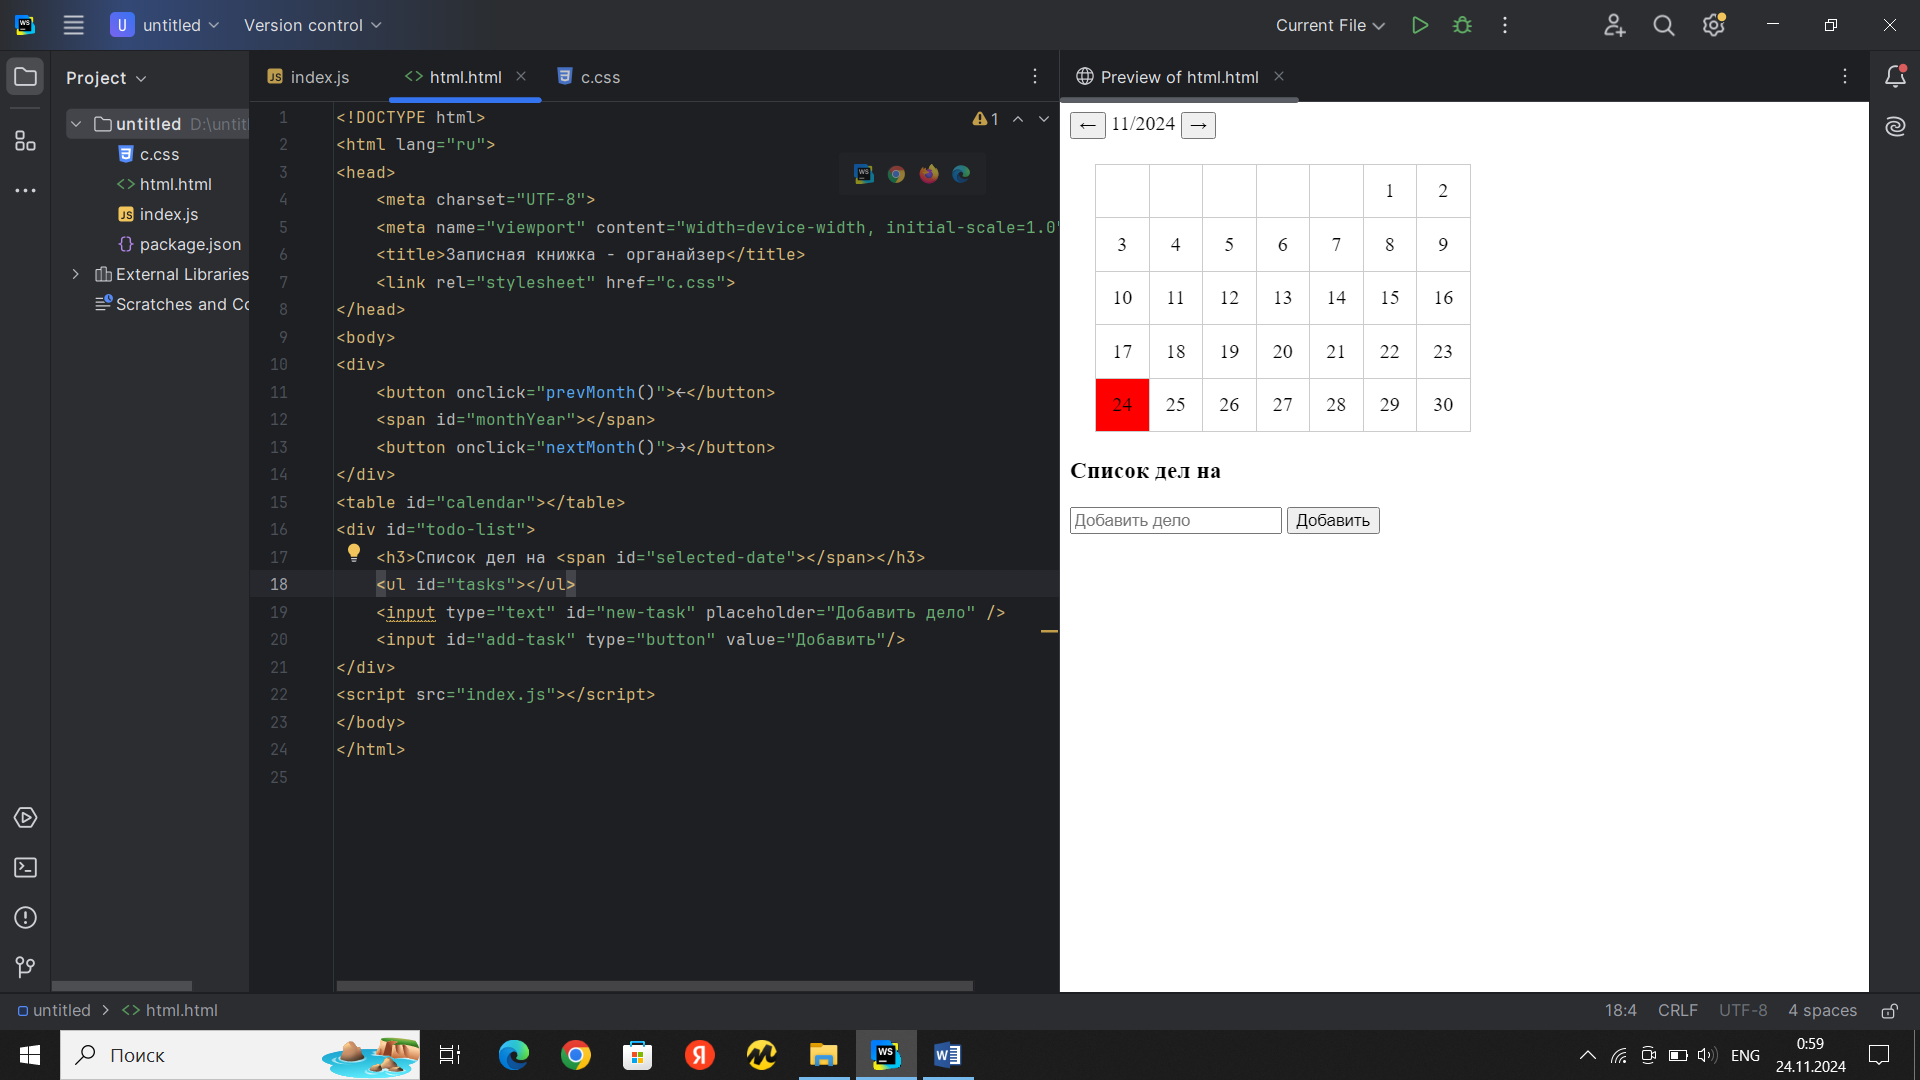 WS
U untitled
Version control
Current File
Project
untitled D:\untit
c.css
html.html
JS index.js
package.json
External Libraries
Scratches and Co
JS index.js
html.html
c.css
1 <!DOCTYPE html>
2 <html lang="ru">
3 <head>
4 <meta charset="UTF-8">
5 <meta name="viewport" content="width=device-width, initial-scale=1.0"
6 <title>Записная книжка - органайзер</title>
7 <link rel="stylesheet" href="c.css">
8 </head>
9 <body>
10 <div>
11 <button onclick="prevMonth()">←</button>
12 <span id="monthYear"></span>
13 <button onclick="nextMonth()">→</button>
14 </div>
15 <table id="calendar"></table>
16 <div id="todo-list">
17 <h3>Список дел на <span id="selected-date"></span></h3>
18 <ul id="tasks"></ul>
19 <input type="text" id="new-task" placeholder="Добавить дело" />
20 <input id="add-task" type="button" value="Добавить"/>
21 </div>
22 <script src="index.js"></script>
23 </body>
24 </html>
25
1
WS
Preview of html.html
← 11/2024 →
1 2
3 4 5 6 7 8 9
10 11 12 13 14 15 16
17 18 19 20 21 22 23
24 25 26 27 28 29 30
Список дел на
Добавить дело Добавить
untitled > html.html
18:4 CRLF UTF-8 4 spaces
Поиск
Я
WS
W
ENG
0:59
24.11.2024